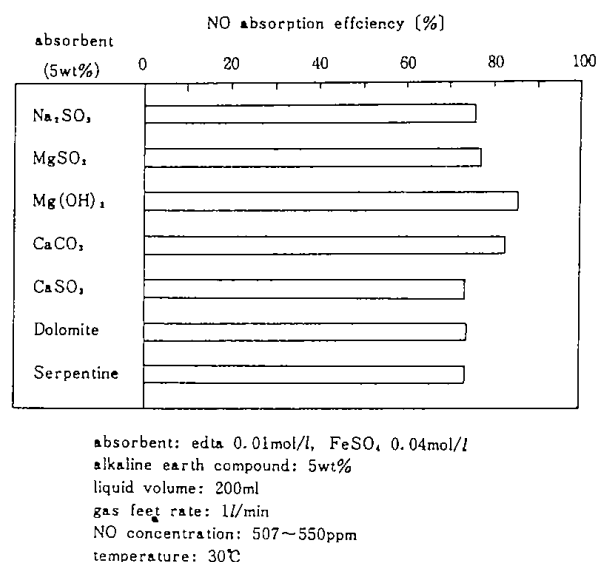 NO absorption effciency [%]
absorbent
(5wt%)
0 20 40 60 80 100
Na₂SO₃
MgSO₂
Mg(OH)₂
CaCO₃
CaSO₃
Dolomite
Serpentine
absorbent: edta 0.01mol/l, FeSO₄ 0.04mol/l
alkaline earth compound: 5wt%
liquid volume: 200ml
gas feet rate: 1l/min
NO concentration: 507~550ppm
temperature: 30℃